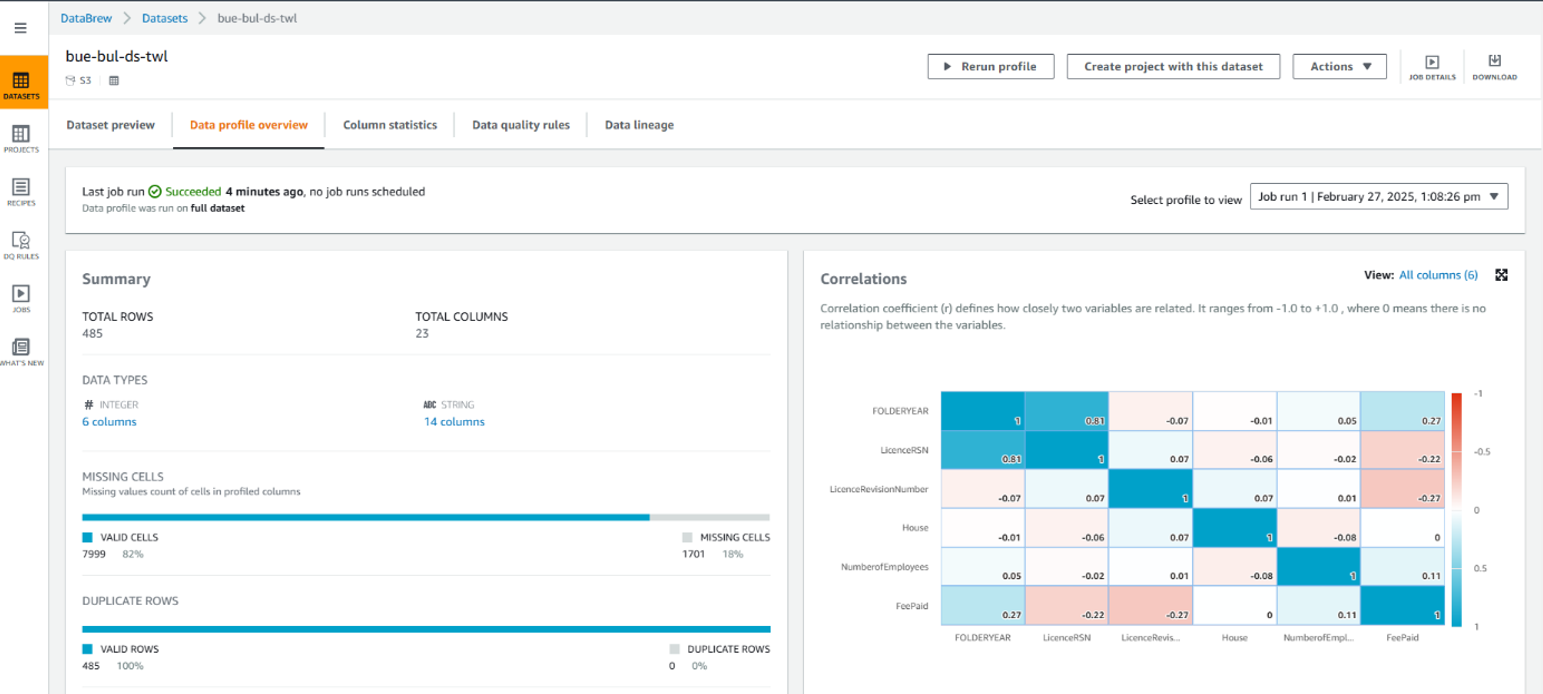 DataBrew > Datasets > bue-bul-ds-twl
bue-bul-ds-twl
S3
Rerun profile
Create project with this dataset
Actions
JOB DETAILS
DOWNLOAD
DATASETS
PROJECTS
RECIPES
DQ RULES
JOBS
WHAT'S NEW
Dataset preview
Data profile overview
Column statistics
Data quality rules
Data lineage
Last job run Succeeded 4 minutes ago, no job runs scheduled
Data profile was run on full dataset
Select profile to view
Job run 1 | February 27, 2025, 1:08:26 pm
Summary
TOTAL ROWS
485
TOTAL COLUMNS
23
DATA TYPES
# INTEGER
6 columns
ABC STRING
14 columns
MISSING CELLS
Missing values count of cells in profiled columns
VALID CELLS
7999 82%
MISSING CELLS
1701 18%
DUPLICATE ROWS
VALID ROWS
485 100%
DUPLICATE ROWS
0 0%
Correlations
View: All columns (6)
Correlation coefficient (r) defines how closely two variables are related. It ranges from -1.0 to +1.0 , where 0 means there is no
relationship between the variables.
FOLDERYEAR 1 0.81 -0.07 -0.01 0.05 0.27
LicenceRSN 0.81 1 0.07 -0.06 -0.02 -0.22
LicenceRevisionNumber -0.07 0.07 1 0.07 0.01 -0.27
House -0.01 -0.06 0.07 1 -0.08 0
NumberofEmployees 0.05 -0.02 0.01 -0.08 1 0.11
FeePaid 0.27 -0.22 -0.27 0 0.11 1
FOLDERYEAR LicenceRSN LicenceRevis... House NumberofEmpl... FeePaid
-1
-0.5
0
0.5
1